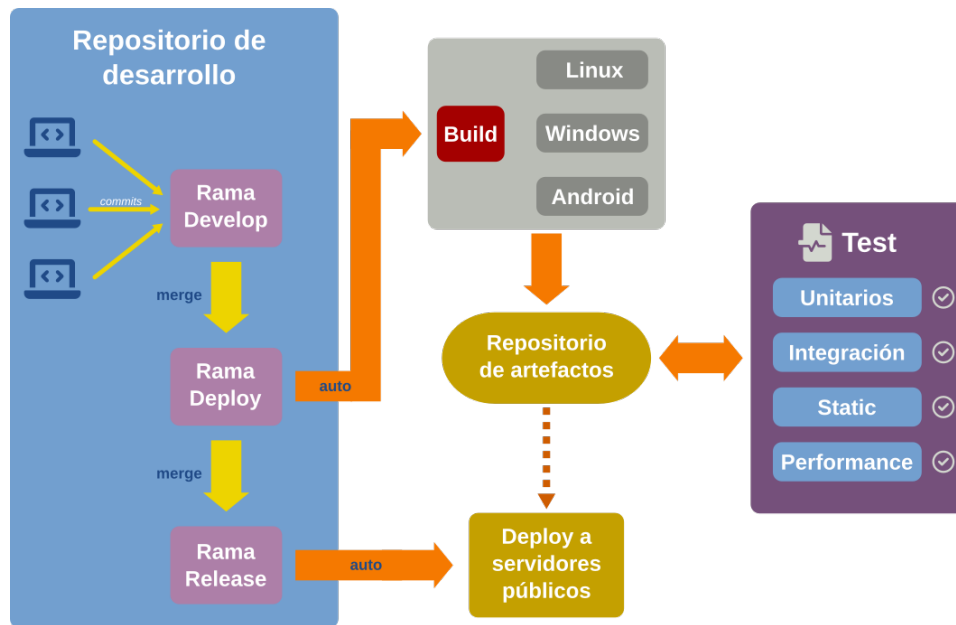 Repositorio de
desarrollo
commits
Rama
Develop
merge
Rama
Deploy
auto
merge
Rama
Release
auto
Build
Linux
Windows
Android
Repositorio
de artefactos
Deploy a
servidores
públicos
Test
Unitarios
Integración
Static
Performance